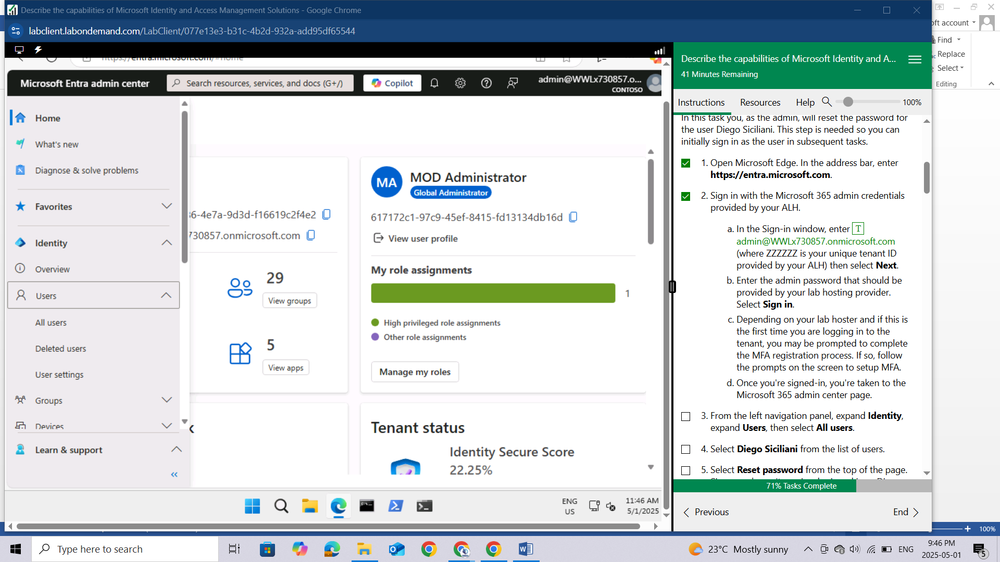 Describe the capabilities of Microsoft Identity and Access Management Solutions - Google Chrome
labclient.labondemand.com/LabClient/077e13e3-b31c-4b2d-932a-add95df65544
https://entra.microsoft.com/#home
Microsoft Entra admin center
Search resources, services, and docs (G+/)
Copilot
admin@WWLx730857.o...
CONTOSO
Home
What's new
Diagnose & solve problems
Favorites
Identity
Overview
Users
All users
Deleted users
User settings
Groups
Devices
Learn & support
«
6-4e7a-9d3d-f16619c2f4e2
730857.onmicrosoft.com
29
View groups
5
View apps
k
MA
MOD Administrator
Global Administrator
617172c1-97c9-45ef-8415-fd13134db16d
View user profile
My role assignments
1
High privileged role assignments
Other role assignments
Manage my roles
Tenant status
Identity Secure Score
22.25%
ENG
US
11:46 AM
5/1/2025
Describe the capabilities of Microsoft Identity and A...
41 Minutes Remaining
Instructions
Resources
Help
100%
In this task you, as the admin, will reset the password for
the user Diego Siciliani. This step is needed so you can
initially sign in as the user in subsequent tasks.
1. Open Microsoft Edge. In the address bar, enter
https://entra.microsoft.com.
2. Sign in with the Microsoft 365 admin credentials
provided by your ALH.
a. In the Sign-in window, enter T
admin@WWLx730857.onmicrosoft.com
(where ZZZZZZ is your unique tenant ID
provided by your ALH) then select Next.
b. Enter the admin password that should be
provided by your lab hosting provider.
Select Sign in.
c. Depending on your lab hoster and if this is
the first time you are logging in to the
tenant, you may be prompted to complete
the MFA registration process. If so, follow
the prompts on the screen to setup MFA.
d. Once you're signed-in, you're taken to the
Microsoft 365 admin center page.
3. From the left navigation panel, expand Identity,
expand Users, then select All users.
4. Select Diego Siciliani from the list of users.
5. Select Reset password from the top of the page.
71% Tasks Complete
Previous
End
oft account
Find
Replace
Select
Editing
100%
Type here to search
23°C Mostly sunny
ENG
9:46 PM
2025-05-01
5